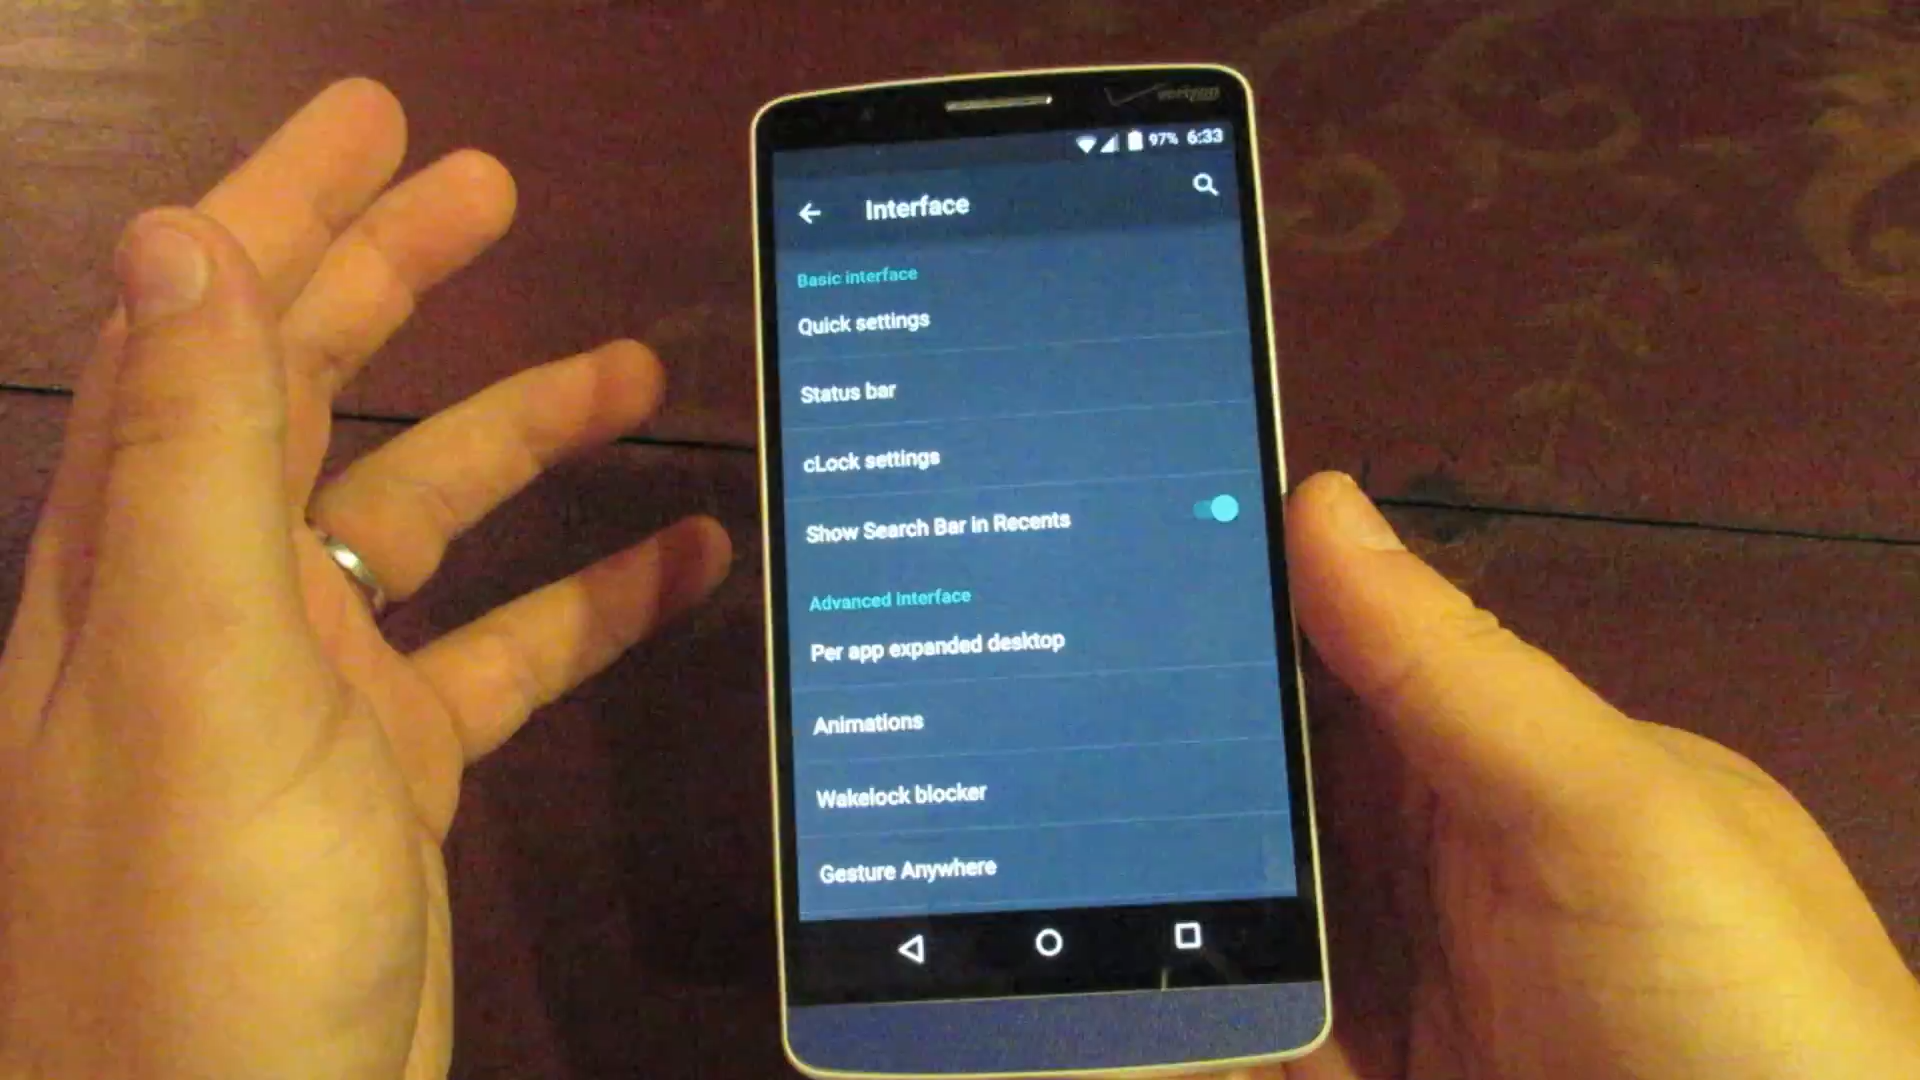 verizon
97% 6:33
Interface
Basic interface
Quick settings
Status bar
cLock settings
Show Search Bar in Recents
Advanced interface
Per app expanded desktop
Animations
Wakelock blocker
Gesture Anywhere